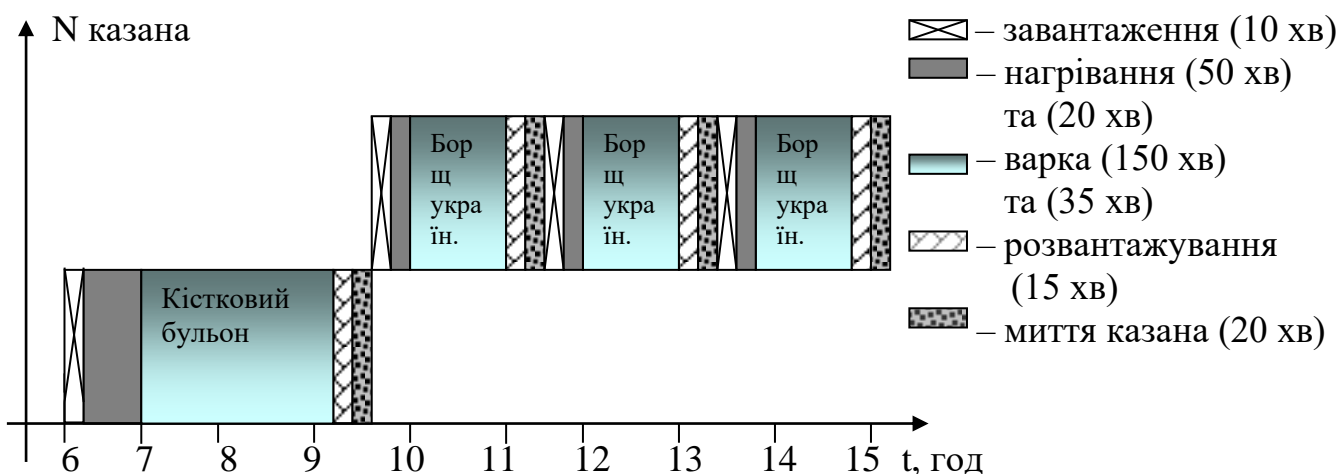 N казана
– завантаження (10 хв)
– нагрівання (50 хв)
та (20 хв)
– варка (150 хв)
та (35 хв)
– розвантажування
(15 хв)
– миття казана (20 хв)
Бор
щ
укра
їн.
Бор
щ
укра
їн.
Бор
щ
укра
їн.
Кістковий
бульон
6 7 8 9 10 11 12 13 14 15 t, год